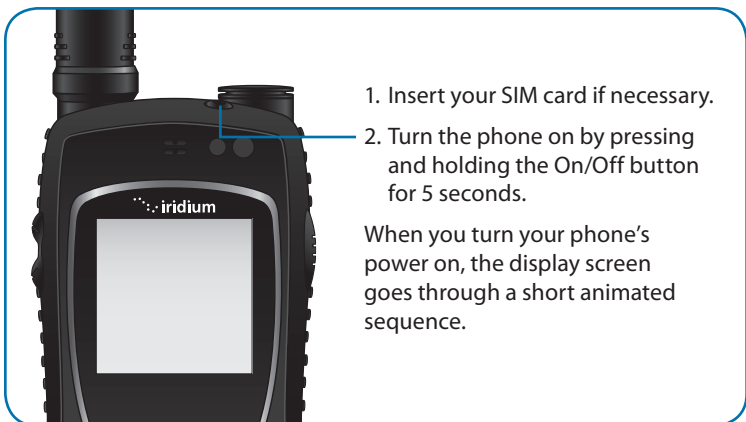 1. Insert your SIM card if necessary.
2. Turn the phone on by pressing
and holding the On/Off button
for 5 seconds.
When you turn your phone's
power on, the display screen
goes through a short animated
sequence.
iridium